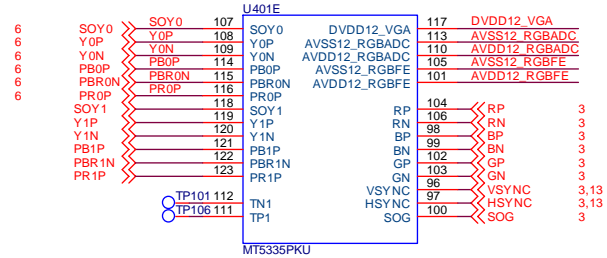 U401E
6 SOY0 SOY0 107 SOY0 DVDD12_VGA 117 DVDD12_VGA
6 Y0P Y0P 108 Y0P AVSS12_RGBADC 113 AVSS12_RGBADC
6 Y0N Y0N 109 Y0N AVDD12_RGBADC 110 AVDD12_RGBADC
6 PB0P PB0P 114 PB0P AVSS12_RGBFE 105 AVSS12_RGBFE
6 PBR0N PBR0N 115 PBR0N AVDD12_RGBFE 101 AVDD12_RGBFE
6 PR0P PR0P 116 PR0P
SOY1 118 SOY1 RP 104 RP 3
Y1P 119 Y1P RN 106 RN 3
Y1N 120 Y1N BP 98 BP 3
PB1P 121 PB1P BN 99 BN 3
PBR1N 122 PBR1N GP 102 GP 3
PR1P 123 PR1P GN 103 GN 3
VSYNC 96 VSYNC 3,13
TP101 112 TN1 HSYNC 97 HSYNC 3,13
TP106 111 TP1 SOG 100 SOG 3
MT5335PKU